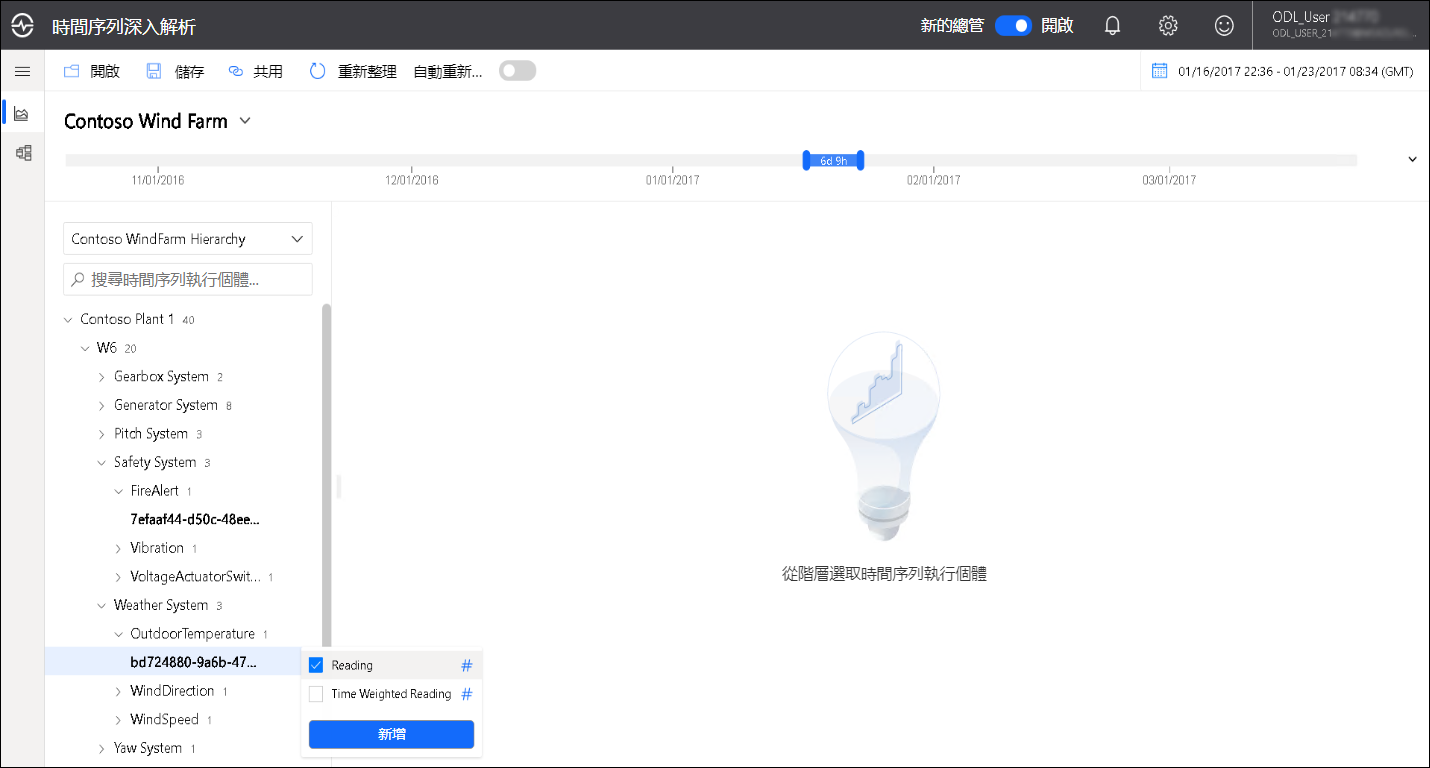 時間序列深入解析
新的總管 開啟
ODL_User
ODL_USER_21
開啟 儲存 共用 重新整理 自動重新...
01/16/2017 22:36 - 01/23/2017 08:34 (GMT)
Contoso Wind Farm
6d 9h
11/01/2016 12/01/2016 01/01/2017 02/01/2017 03/01/2017
Contoso WindFarm Hierarchy
搜尋時間序列執行個體...
Contoso Plant 1 40
W6 20
Gearbox System 2
Generator System 8
Pitch System 3
Safety System 3
FireAlert 1
7efaaf44-d50c-48ee...
Vibration 1
VoltageActuatorSwit... 1
Weather System 3
OutdoorTemperature 1
bd724880-9a6b-47...
WindDirection 1
WindSpeed 1
Yaw System 1
Reading #
Time Weighted Reading #
新增
從階層選取時間序列執行個體